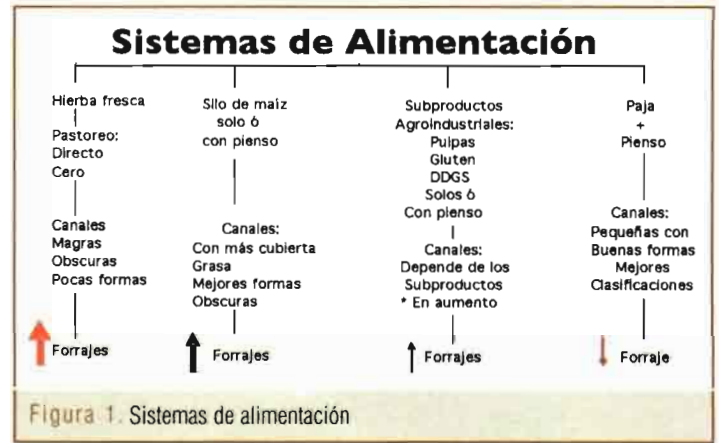 Sistemas de Alimentación
Hierba fresca
Pastoreo:
Directo
Cero
Canales
Magras
Obscuras
Pocas formas
Forrajes
Silo de maíz
solo ó
con pienso
Canales:
Con más cubierta
Grasa
Mejores formas
Obscuras
Forrajes
Subproductos
Agroindustriales:
Pulpas
Gluten
DDGS
Solos ó
Con pienso
Canales:
Depende de los
Subproductos
* En aumento
Forrajes
Paja
+
Pienso
Canales:
Pequeñas con
Buenas formas
Mejores
Clasificaciones
Forraje
Figura 1. Sistemas de alimentación